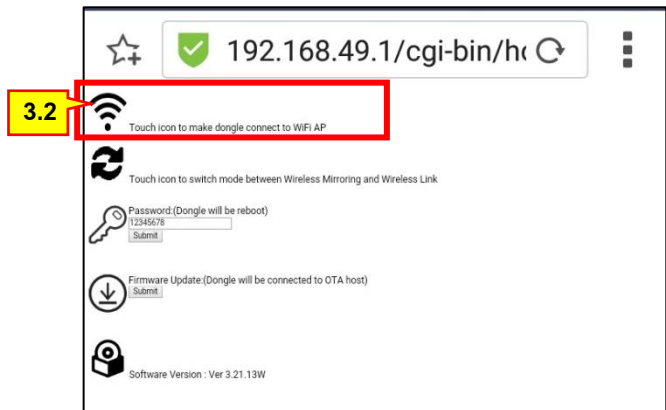 192.168.49.1/cgi-bin/h
3.2
Touch icon to make dongle connect to WiFi AP
Touch icon to switch mode between Wireless Mirroring and Wireless Link
Password:(Dongle will be reboot)
12345678
Submit
Firmware Update:(Dongle will be connected to OTA host)
Submit
Software Version : Ver 3.21.13W